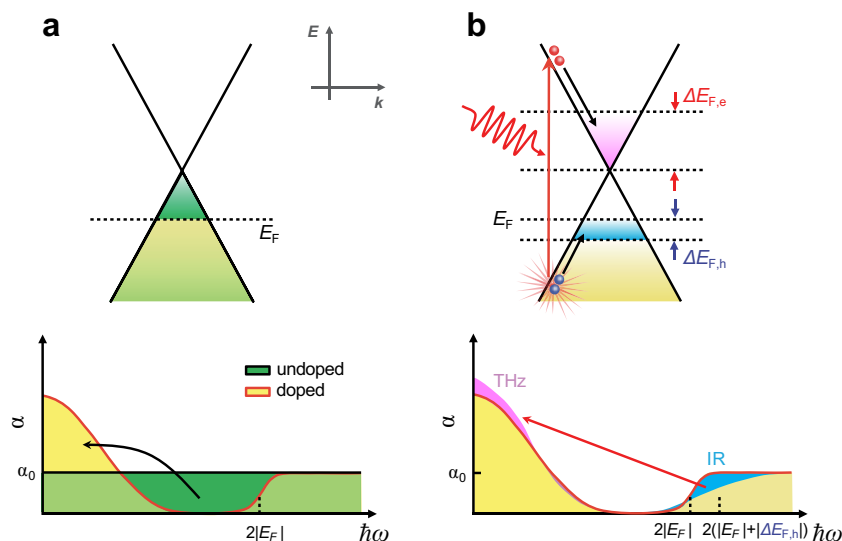 a
E
k
E_F
α
α₀
undoped
doped
2|E_F|
ħω
b
ΔE_F,e
E_F
ΔE_F,h
α
α₀
THz
IR
2|E_F| 2(|E_F|+|ΔE_F,h|) ħω